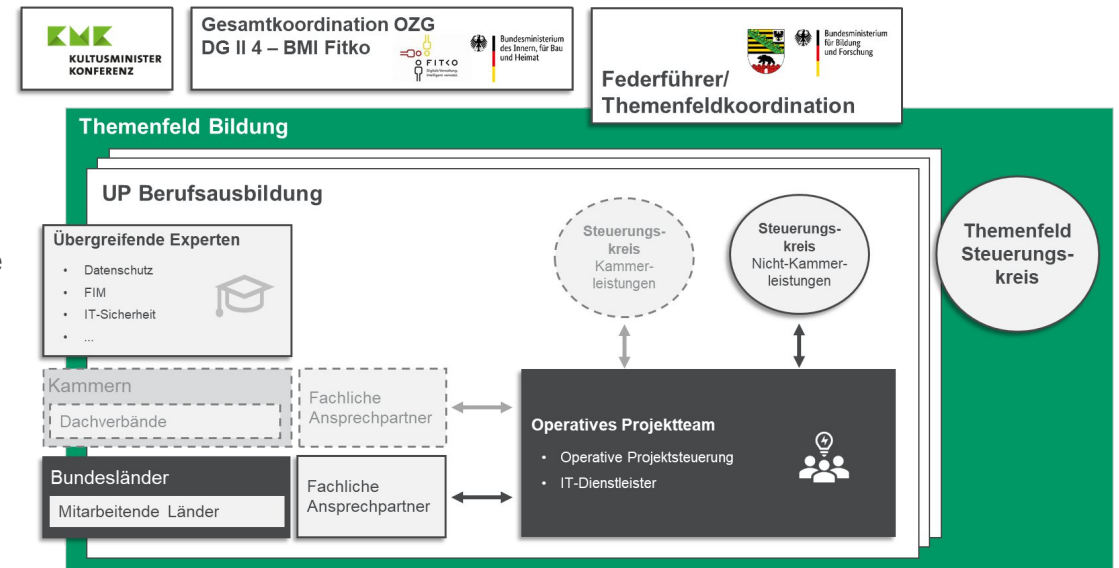 KMK
KULTUSMINISTER
KONFERENZ
Gesamtkoordination OZG
DG II 4 – BMI Fitko
FITKO
Bundesministerium
des Innern, für Bau
und Heimat
Federführer/
Themenfeldkoordination
Bundesministerium
für Bildung
und Forschung
Themenfeld Bildung
UP Berufsausbildung
Übergreifende Experten
• Datenschutz
• FIM
• IT-Sicherheit
• ...
e
Steuerungs-
kreis
Kammer-
leistungen
Steuerungs-
kreis
Nicht-Kammer-
leistungen
Themenfeld
Steuerungs-
kreis
Kammern
Dachverbände
Fachliche
Ansprechpartner
Bundesländer
Mitarbeitende Länder
Fachliche
Ansprechpartner
Operatives Projektteam
• Operative Projektsteuerung
• IT-Dienstleister